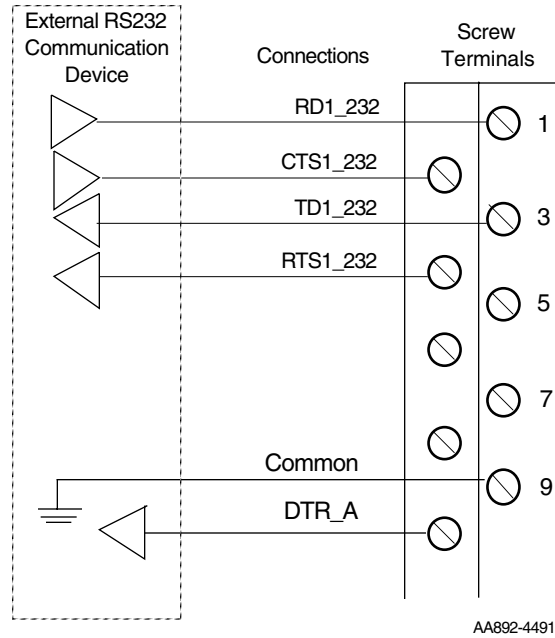 External RS232
Communication
Device
Connections
Screw
Terminals
RD1_232
1
CTS1_232
TD1_232
3
RTS1_232
5
7
Common
9
DTR_A
AA892-4491